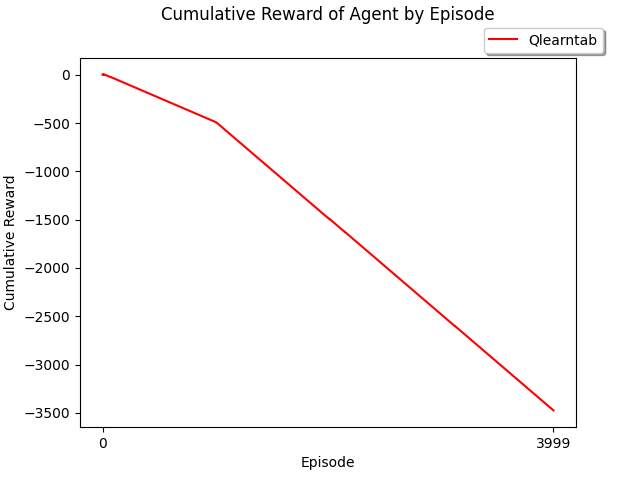 Cumulative Reward of Agent by Episode
Qlearntab
0
−500
−1000
−1500
−2000
−2500
−3000
−3500
Cumulative Reward
0
3999
Episode